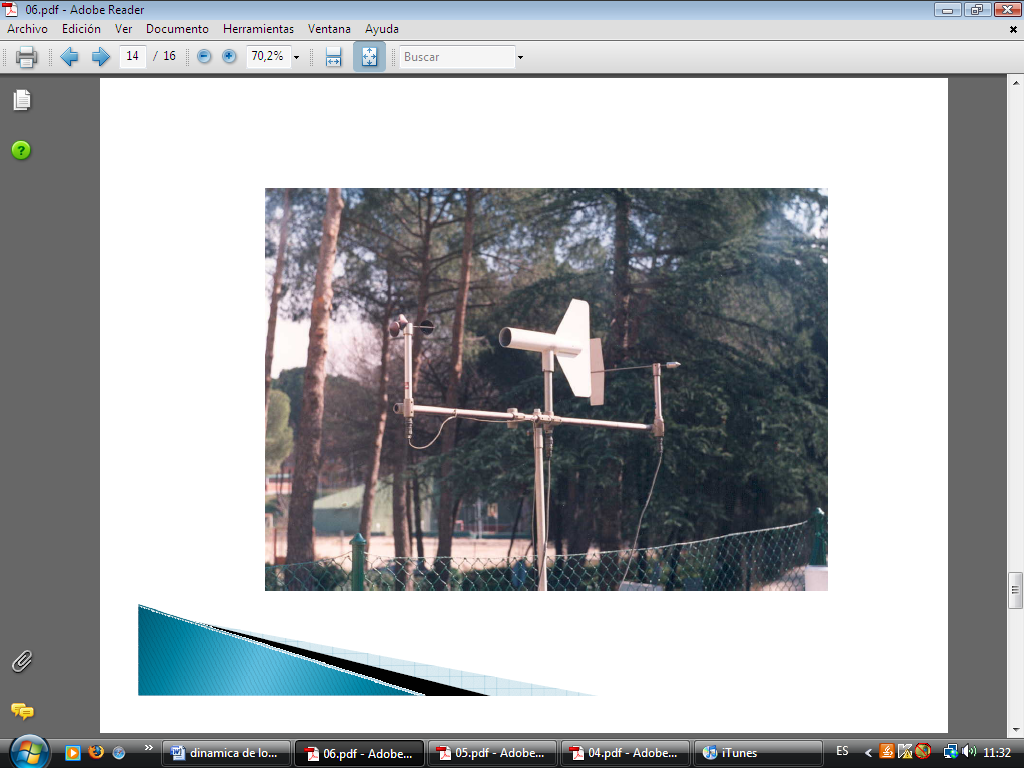 06.pdf - Adobe Reader
Archivo Edición Ver Documento Herramientas Ventana Ayuda
14 / 16 70,2% Buscar
dinamica de lo... 06.pdf - Adobe... 05.pdf - Adobe... 04.pdf - Adobe... iTunes ES 11:32